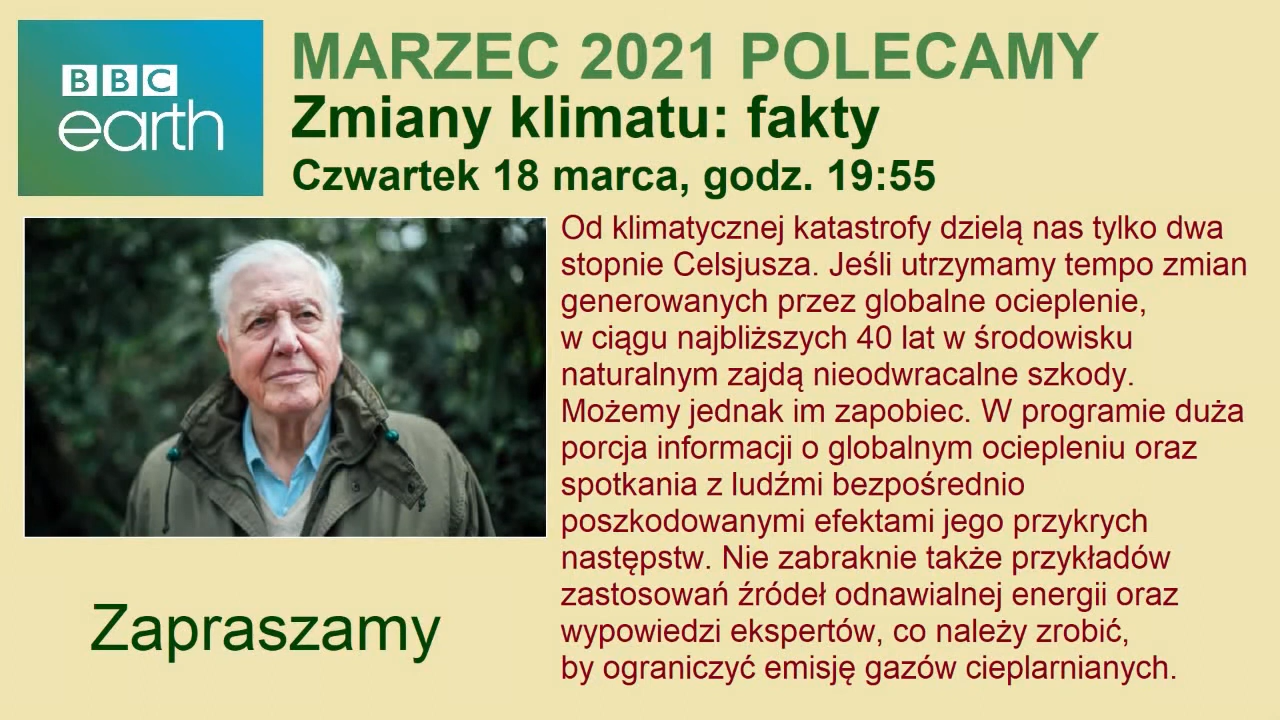 BBC
earth
MARZEC 2021 POLECAMY
Zmiany klimatu: fakty
Czwartek 18 marca, godz. 19:55
Od klimatycznej katastrofy dzielą nas tylko dwa
stopnie Celsjusza. Jeśli utrzymamy tempo zmian
generowanych przez globalne ocieplenie,
w ciągu najbliższych 40 lat w środowisku
naturalnym zajdą nieodwracalne szkody.
Możemy jednak im zapobiec. W programie duża
porcja informacji o globalnym ociepleniu oraz
spotkania z ludźmi bezpośrednio
poszkodowanymi efektami jego przykrych
następstw. Nie zabraknie także przykładów
zastosowań źródeł odnawialnej energii oraz
wypowiedzi ekspertów, co należy zrobić,
by ograniczyć emisję gazów cieplarnianych.
Zapraszamy